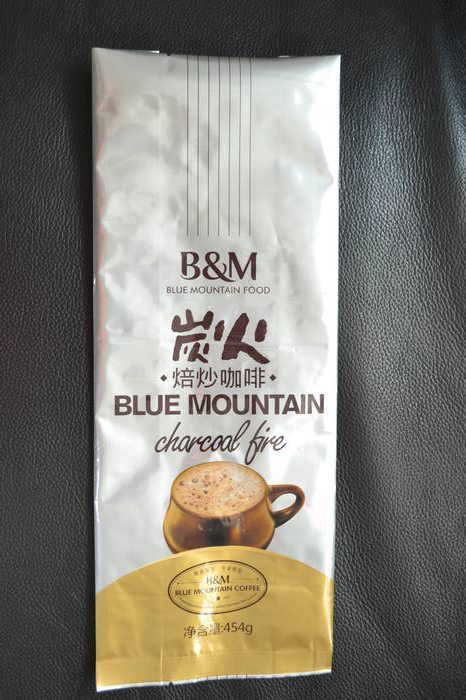 B&M
BLUE MOUNTAIN FOOD
炭火
焙炒咖啡
BLUE MOUNTAIN
charcoal fire
B&M
BLUE MOUNTAIN COFFEE
净含量:454g